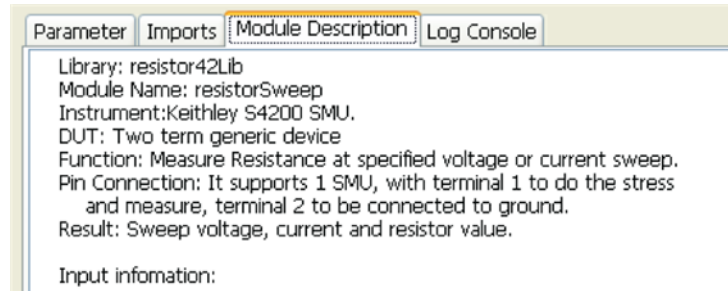 Parameter Imports Module Description Log Console
Library: resistor42Lib
Module Name: resistorSweep
Instrument:Keithley S4200 SMU.
DUT: Two term generic device
Function: Measure Resistance at specified voltage or current sweep.
Pin Connection: It supports 1 SMU, with terminal 1 to do the stress
and measure, terminal 2 to be connected to ground.
Result: Sweep voltage, current and resistor value.
Input infomation: